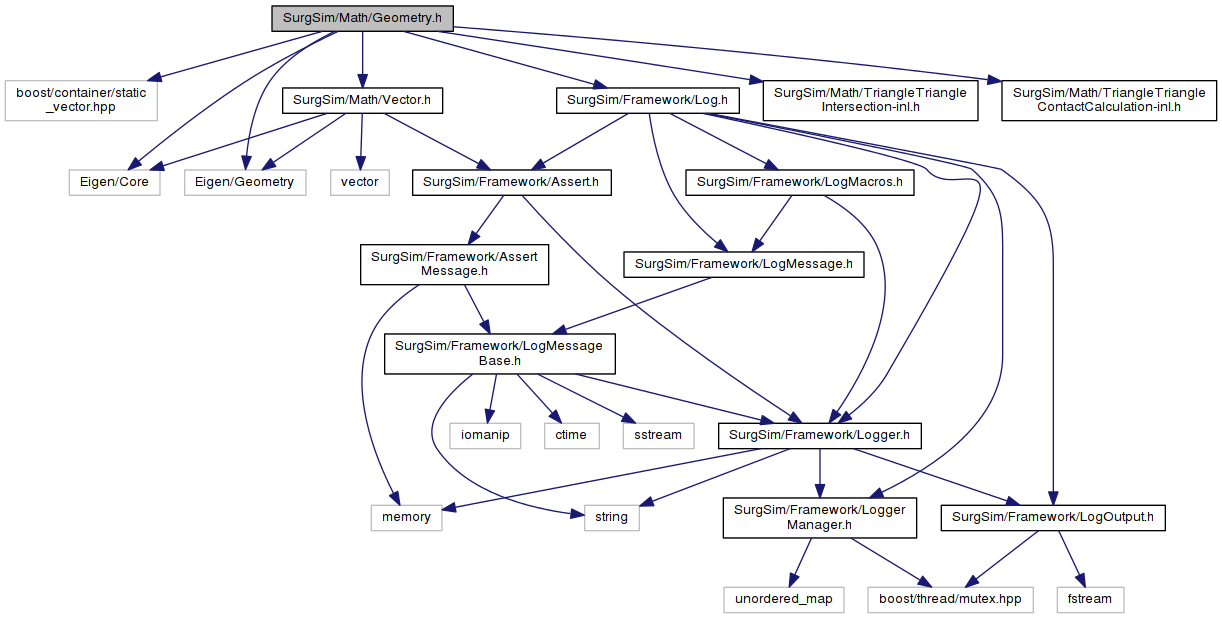 SurgSim/Math/Geometry.h
boost/container/static
_vector.hpp
SurgSim/Math/Vector.h
SurgSim/Framework/Log.h
SurgSim/Math/TriangleTriangle
Intersection-inl.h
SurgSim/Math/TriangleTriangle
ContactCalculation-inl.h
Eigen/Core
Eigen/Geometry
vector
SurgSim/Framework/Assert.h
SurgSim/Framework/LogMacros.h
SurgSim/Framework/Assert
Message.h
SurgSim/Framework/LogMessage.h
SurgSim/Framework/LogMessage
Base.h
iomanip
ctime
sstream
SurgSim/Framework/Logger.h
memory
string
SurgSim/Framework/Logger
Manager.h
SurgSim/Framework/LogOutput.h
unordered_map
boost/thread/mutex.hpp
fstream